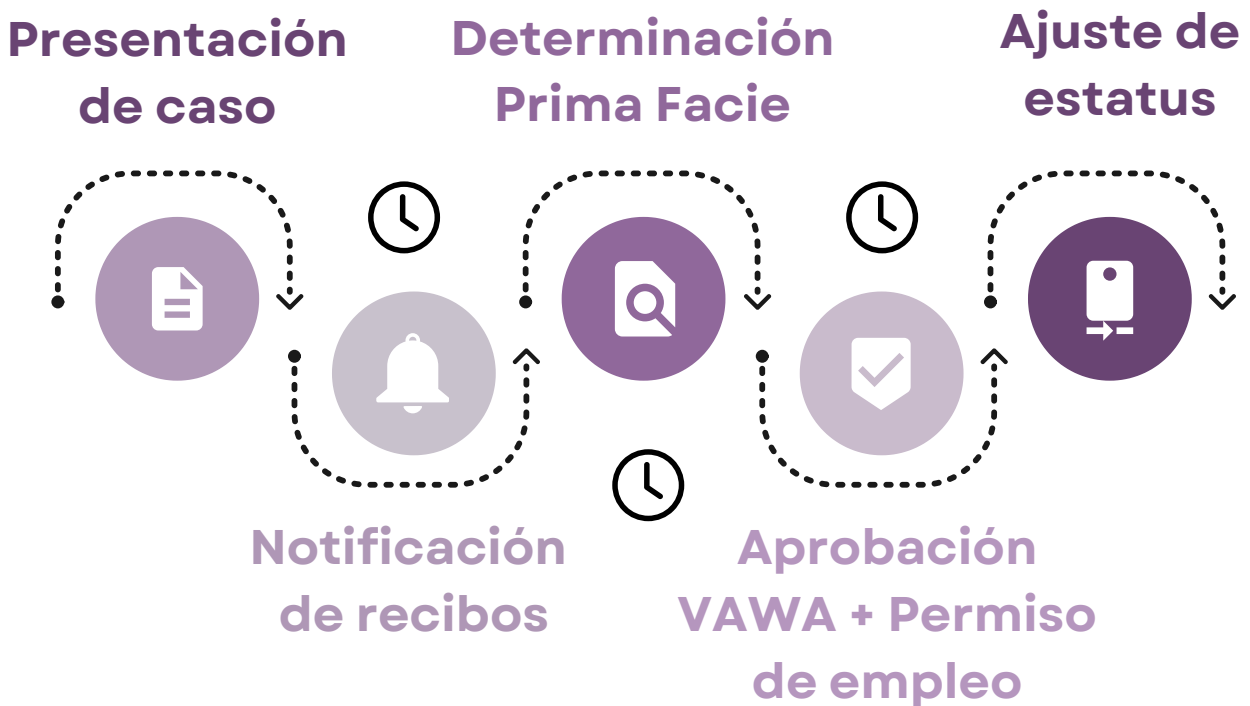 Presentación
de caso
Determinación
Prima Facie
Ajuste de
estatus
Notificación
de recibos
Aprobación
VAWA + Permiso
de empleo